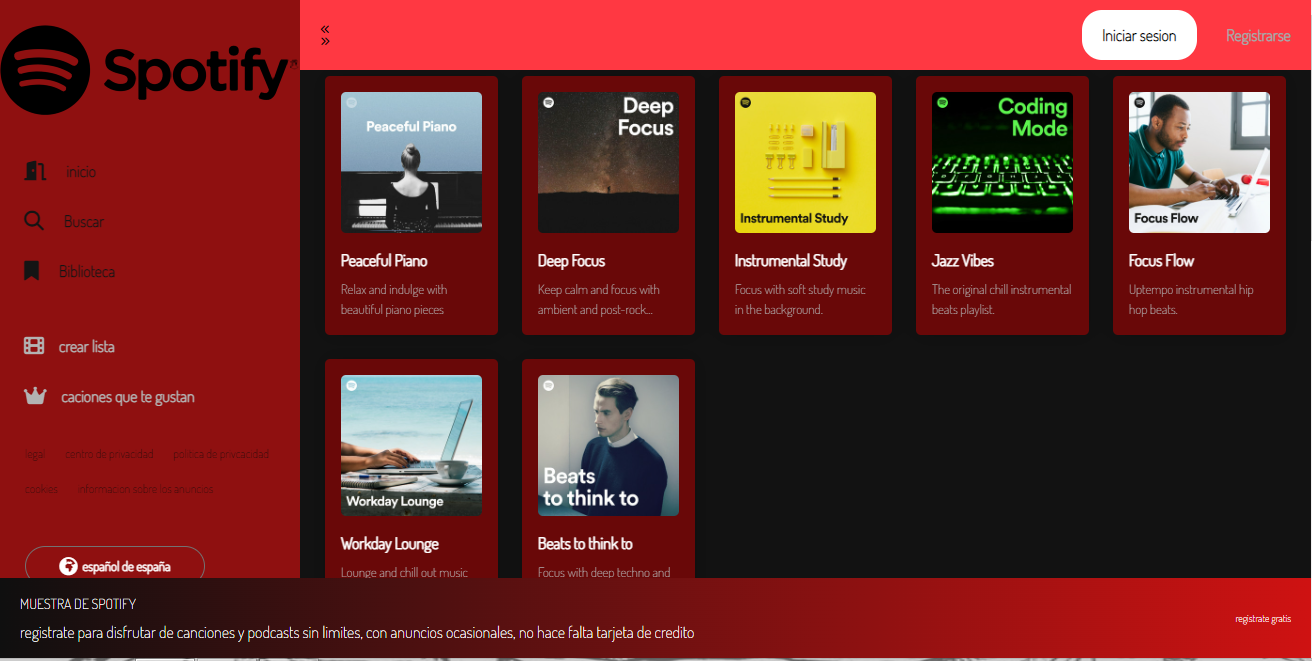 Spotify
inicio
Buscar
Biblioteca
crear lista
caciones que te gustan
legal centro de privacidad politica de privacidad
cookies informacion sobre los anuncios
español de españa
«
»
Iniciar sesion
Registrarse
Peaceful Piano
Peaceful Piano
Relax and indulge with
beautiful piano pieces
Deep
Focus
Deep Focus
Keep calm and focus with
ambient and post-rock...
Instrumental Study
Instrumental Study
Focus with soft study music
in the background.
Coding
Mode
Jazz Vibes
The original chill instrumental
beats playlist.
Focus Flow
Focus Flow
Uptempo instrumental hip
hop beats.
Workday Lounge
Workday Lounge
Lounge and chill out music
Beats
to think to
Beats to think to
Focus with deep techno and
MUESTRA DE SPOTIFY
registrate para disfrutar de canciones y podcasts sin limites, con anuncios ocasionales, no hace falta tarjeta de credito
registrate gratis